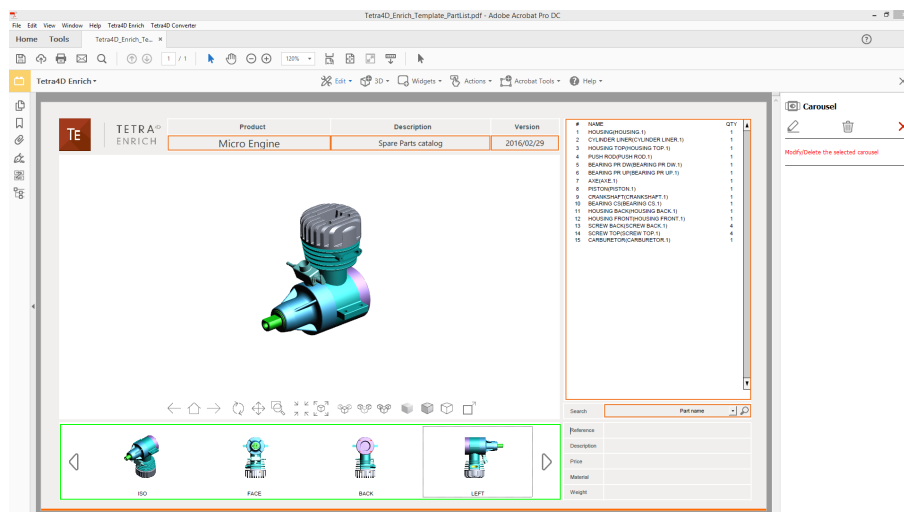 Tetra4D_Enrich_Template_PartList.pdf - Adobe Acrobat Pro DC
File Edit View Window Help Tetra4D Enrich Tetra4D Converter
Home Tools Tetra4D_Enrich_Te... ×
1 / 1 120%
Tetra4D Enrich Edit 3D Widgets Actions Acrobat Tools Help
Carousel
Modify/Delete the selected carousel
TE TETRA4D ENRICH
Product Description Version
Micro Engine Spare Parts catalog 2016/02/29
# NAME QTY
1 HOUSING(HOUSING.1) 1
2 CYLINDER LINER(CYLINDER LINER.1) 1
3 HOUSING TOP(HOUSING TOP.1) 1
4 PUSH ROD(PUSH ROD.1) 1
5 BEARING PR DW(BEARING PR DW.1) 1
6 BEARING PR UP(BEARING PR UP.1) 1
7 AXE(AXE.1) 1
8 PISTON(PISTON.1) 1
9 CRANKSHAFT(CRANKSHAFT.1) 1
10 BEARING CS(BEARING CS.1) 1
11 HOUSING BACK(HOUSING BACK.1) 1
12 HOUSING FRONT(HOUSING FRONT.1) 1
13 SCREW BACK(SCREW BACK.1) 4
14 SCREW TOP(SCREW TOP.1) 4
15 CARBURETOR(CARBURETOR.1) 1
Search Part name
Reference
Description
Price
Material
Weight
ISO FACE BACK LEFT